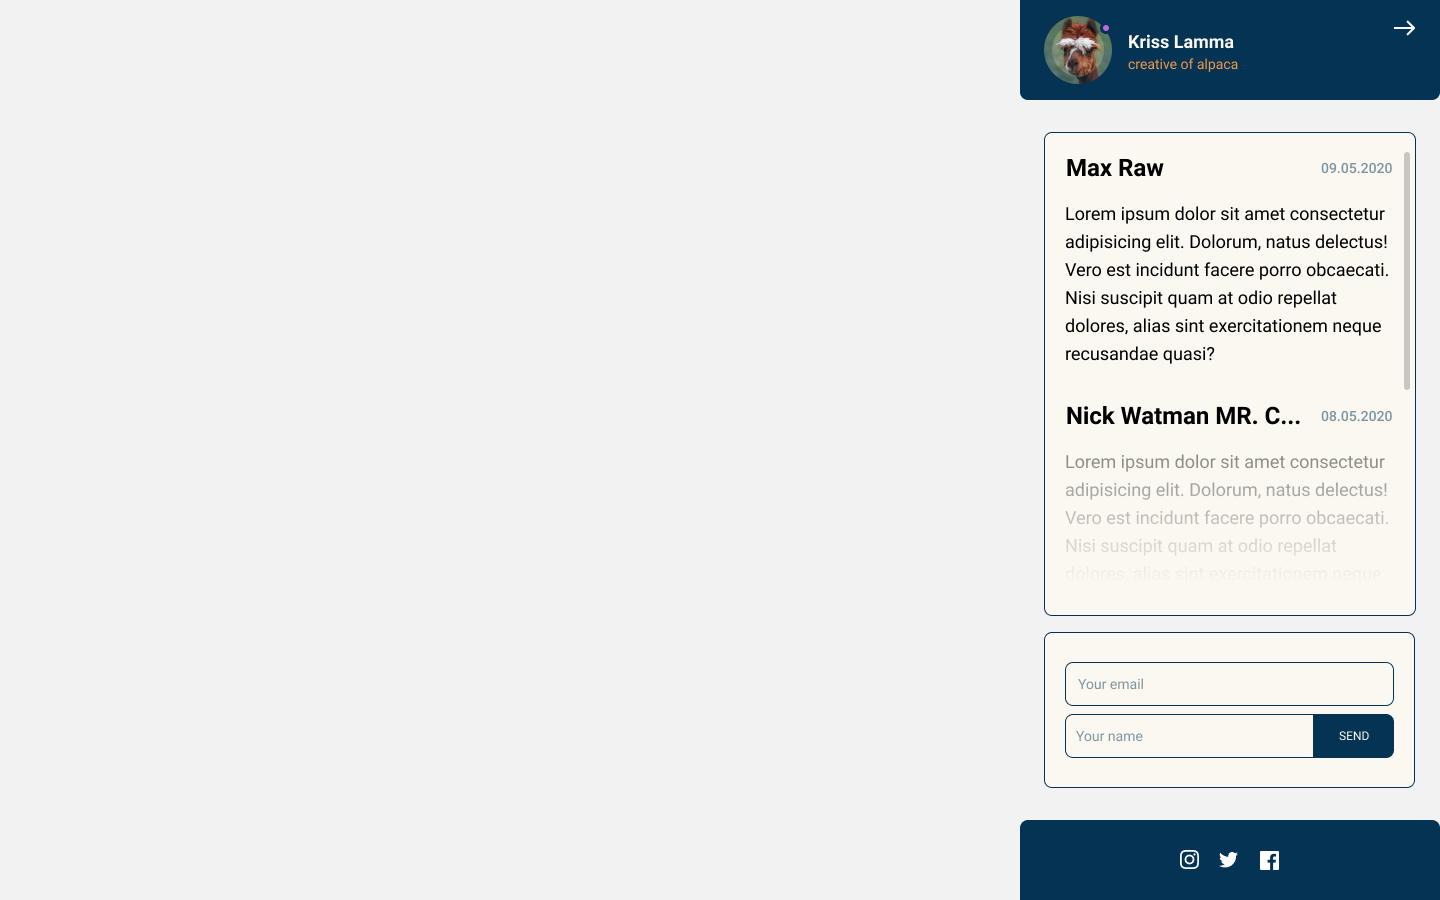 Kriss Lamma
creative of alpaca
Max Raw 09.05.2020
Lorem ipsum dolor sit amet consectetur
adipisicing elit. Dolorum, natus delectus!
Vero est incidunt facere porro obcaecati.
Nisi suscipit quam at odio repellat
dolores, alias sint exercitationem neque
recusandae quasi?
Nick Watman MR. C... 08.05.2020
Lorem ipsum dolor sit amet consectetur
adipisicing elit. Dolorum, natus delectus!
Vero est incidunt facere porro obcaecati.
Nisi suscipit quam at odio repellat
dolores, alias sint exercitationem neque
Your email
Your name SEND